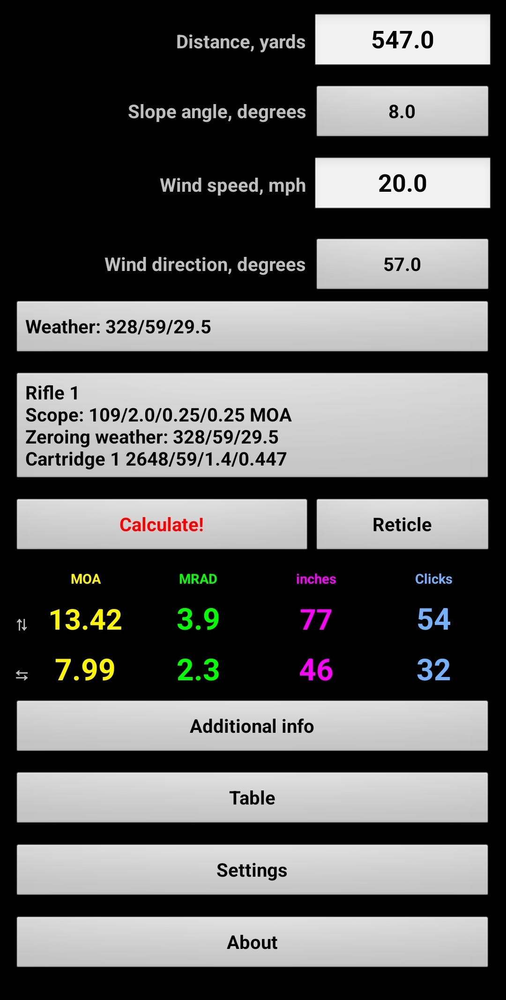 Distance, yards 547.0
Slope angle, degrees 8.0
Wind speed, mph 20.0
Wind direction, degrees 57.0
Weather: 328/59/29.5
Rifle 1
Scope: 109/2.0/0.25/0.25 MOA
Zeroing weather: 328/59/29.5
Cartridge 1 2648/59/1.4/0.447
Calculate! Reticle
MOA MRAD inches Clicks
⇅ 13.42 3.9 77 54
⇆ 7.99 2.3 46 32
Additional info
Table
Settings
About